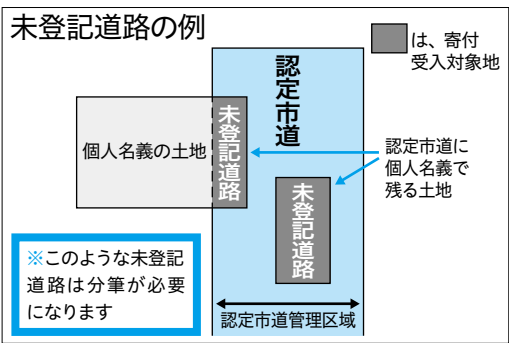 未登記道路の例
は、寄付
受入対象地
認定市道
個人名義の土地
未登記道路
認定市道に
個人名義で
残る土地
未登記道路
※このような未登記
道路は分筆が必要
になります
認定市道管理区域